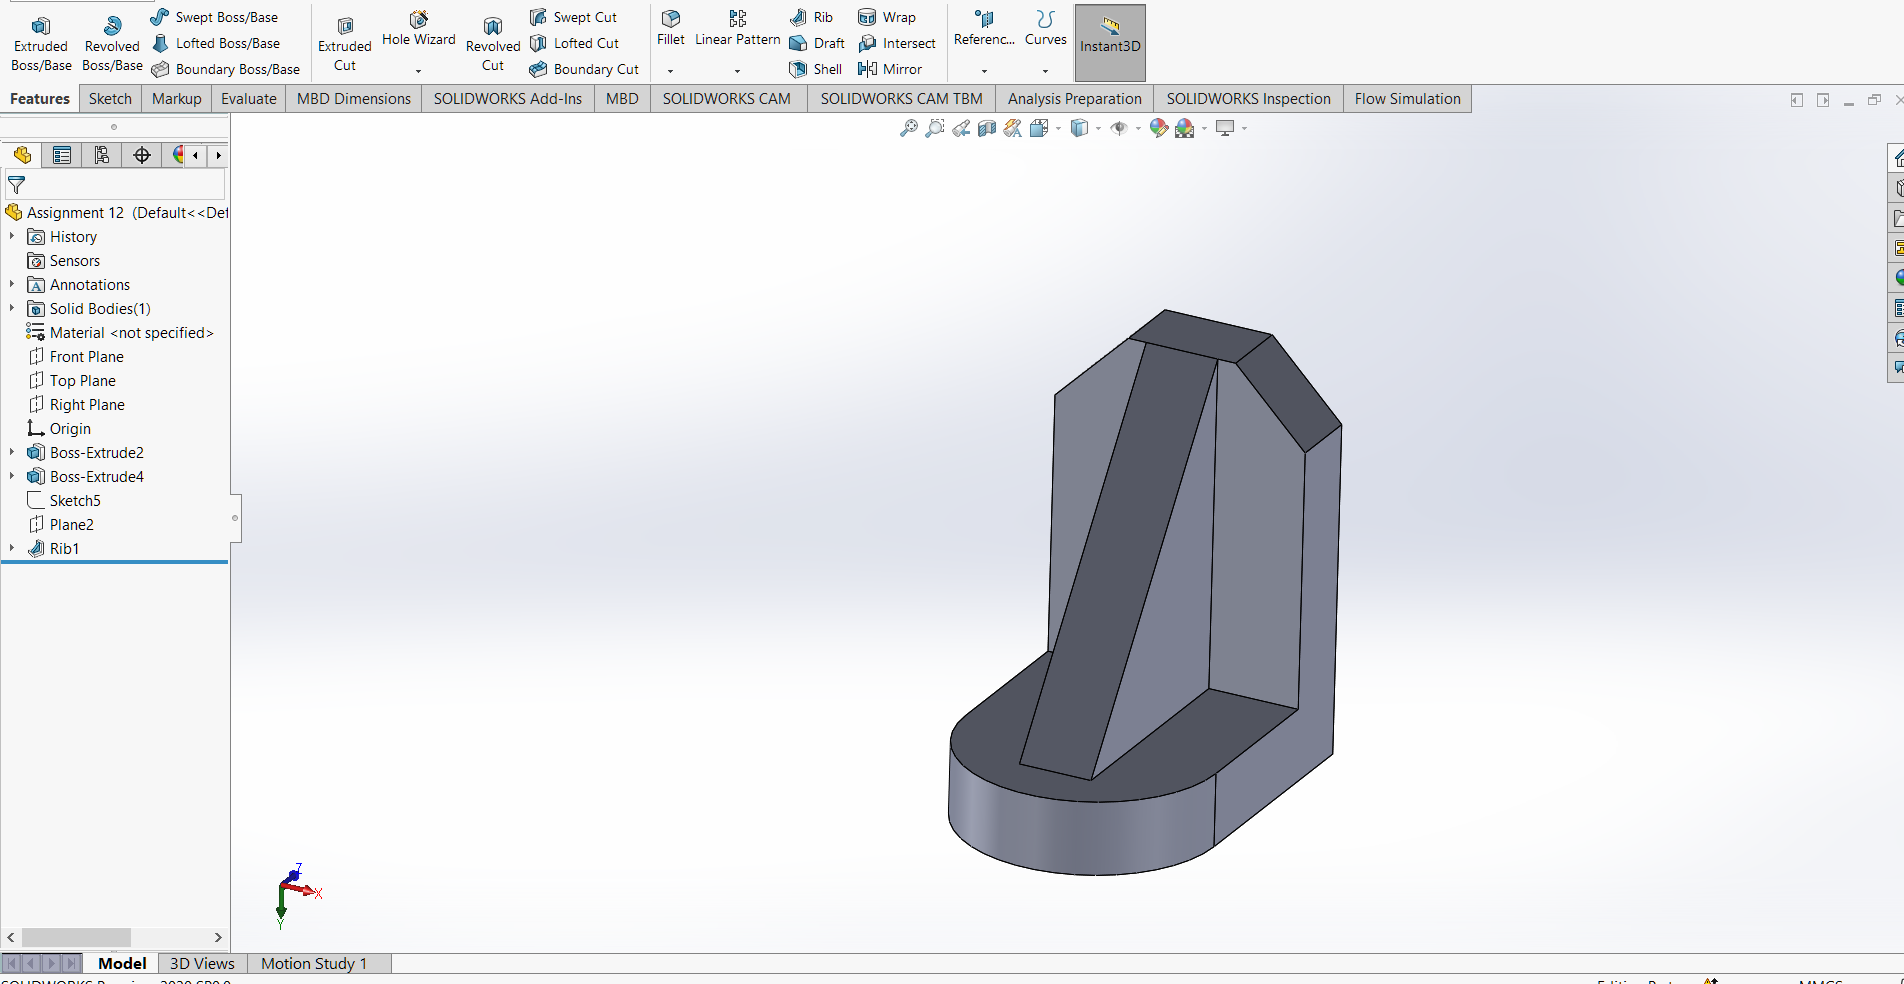 Extruded Boss/Base
Revolved Boss/Base
Swept Boss/Base
Lofted Boss/Base
Boundary Boss/Base
Extruded Cut
Hole Wizard
Revolved Cut
Swept Cut
Lofted Cut
Boundary Cut
Fillet
Linear Pattern
Rib
Draft
Shell
Wrap
Intersect
Mirror
Referenc...
Curves
Instant3D
Features
Sketch
Markup
Evaluate
MBD Dimensions
SOLIDWORKS Add-Ins
MBD
SOLIDWORKS CAM
SOLIDWORKS CAM TBM
Analysis Preparation
SOLIDWORKS Inspection
Flow Simulation
Assignment 12 (Default<<Def
History
Sensors
Annotations
Solid Bodies(1)
Material <not specified>
Front Plane
Top Plane
Right Plane
Origin
Boss-Extrude2
Boss-Extrude4
Sketch5
Plane2
Rib1
Z
X
Y
Model
3D Views
Motion Study 1